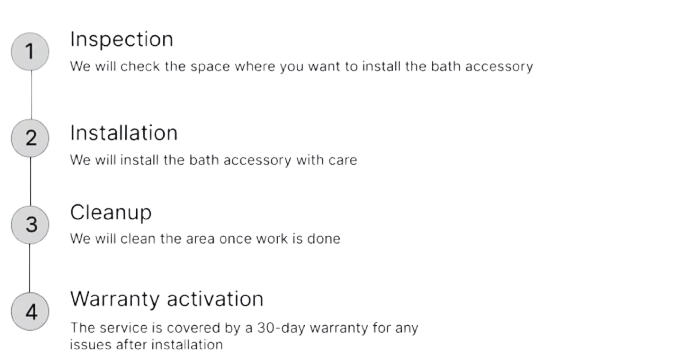 1
Inspection
We will check the space where you want to install the bath accessory
2
Installation
We will install the bath accessory with care
3
Cleanup
We will clean the area once work is done
4
Warranty activation
The service is covered by a 30-day warranty for any
issues after installation